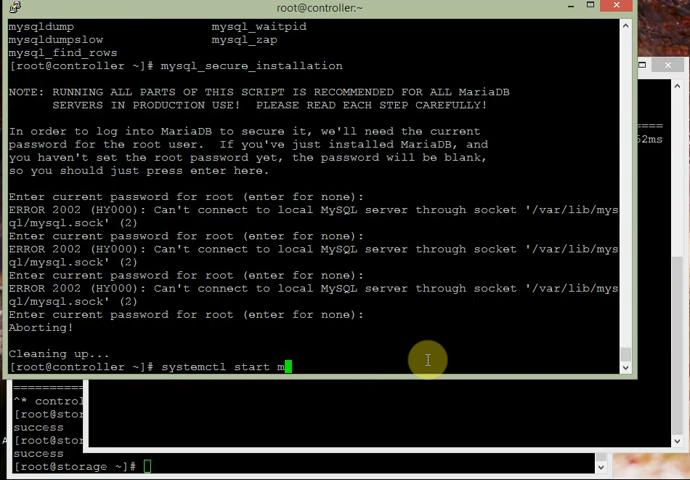 root@controller:~
mysqldump mysql_waitpid
mysqldumpslow mysql_zap
mysql_find_rows
[root@controller ~]# mysql_secure_installation
NOTE: RUNNING ALL PARTS OF THIS SCRIPT IS RECOMMENDED FOR ALL MariaDB
SERVERS IN PRODUCTION USE! PLEASE READ EACH STEP CAREFULLY!
In order to log into MariaDB to secure it, we'll need the current
password for the root user. If you've just installed MariaDB, and
you haven't set the root password yet, the password will be blank,
so you should just press enter here.
Enter current password for root (enter for none):
ERROR 2002 (HY000): Can't connect to local MySQL server through socket '/var/lib/mys
ql/mysql.sock' (2)
Enter current password for root (enter for none):
ERROR 2002 (HY000): Can't connect to local MySQL server through socket '/var/lib/mys
ql/mysql.sock' (2)
Enter current password for root (enter for none):
ERROR 2002 (HY000): Can't connect to local MySQL server through socket '/var/lib/mys
ql/mysql.sock' (2)
Enter current password for root (enter for none):
Aborting!
Cleaning up...
[root@controller ~]# systemctl start m
====
52ms
===========
^* control
[root@stor
success
[root@stor
success
[root@storage ~]#